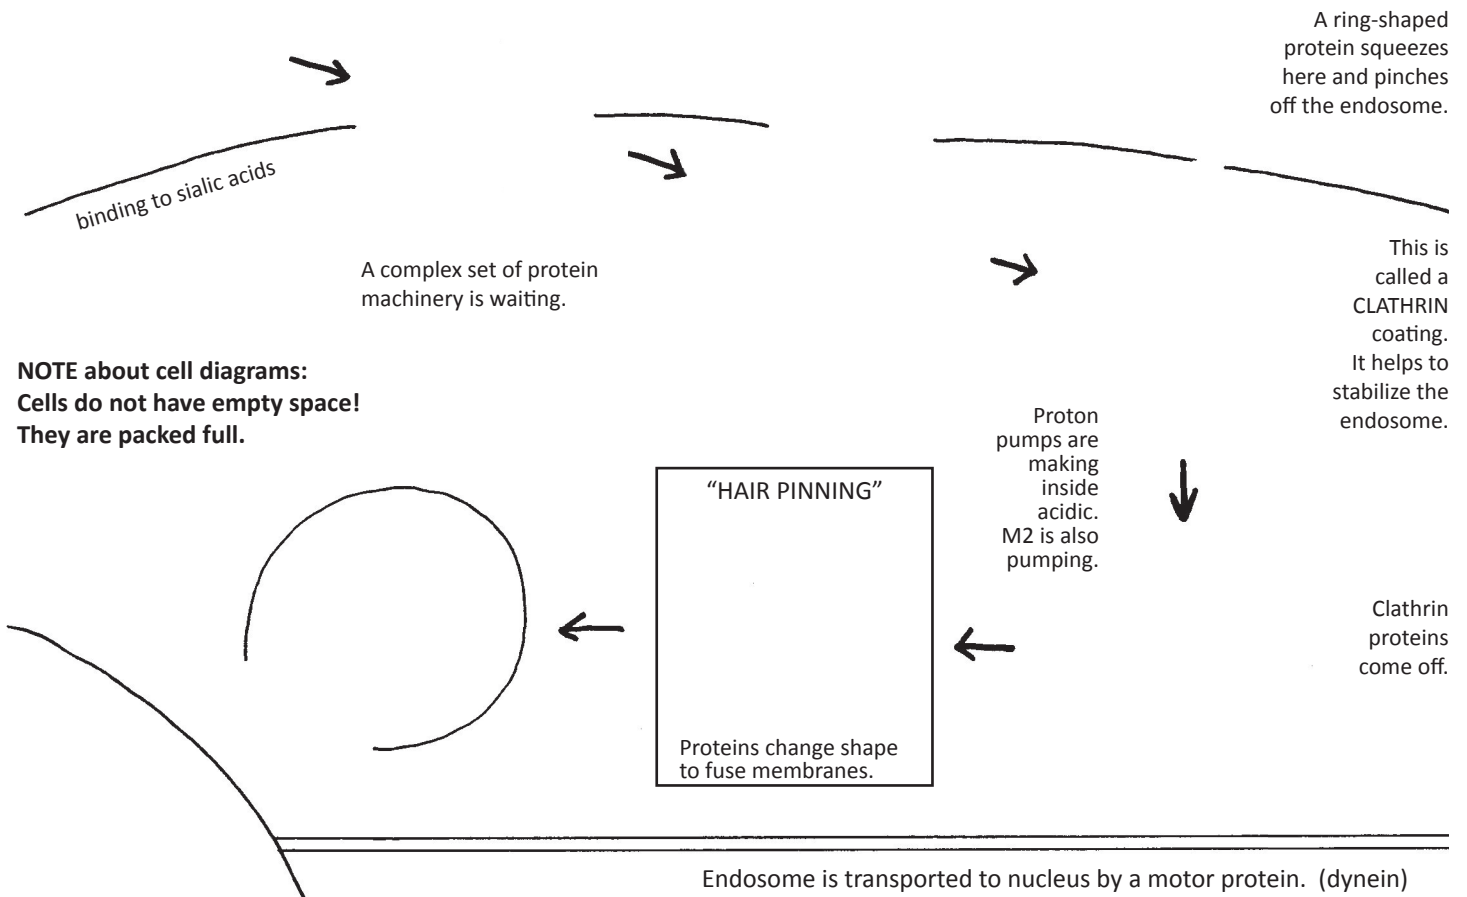 A ring-shaped
protein squeezes
here and pinches
off the endosome.
binding to sialic acids
A complex set of protein
machinery is waiting.
This is
called a
CLATHRIN
coating.
It helps to
stabilize the
endosome.
NOTE about cell diagrams:
Cells do not have empty space!
They are packed full.
Proton
pumps are
making
inside
acidic.
M2 is also
pumping.
“HAIR PINNING”
Proteins change shape
to fuse membranes.
Clathrin
proteins
come off.
Endosome is transported to nucleus by a motor protein. (dynein)